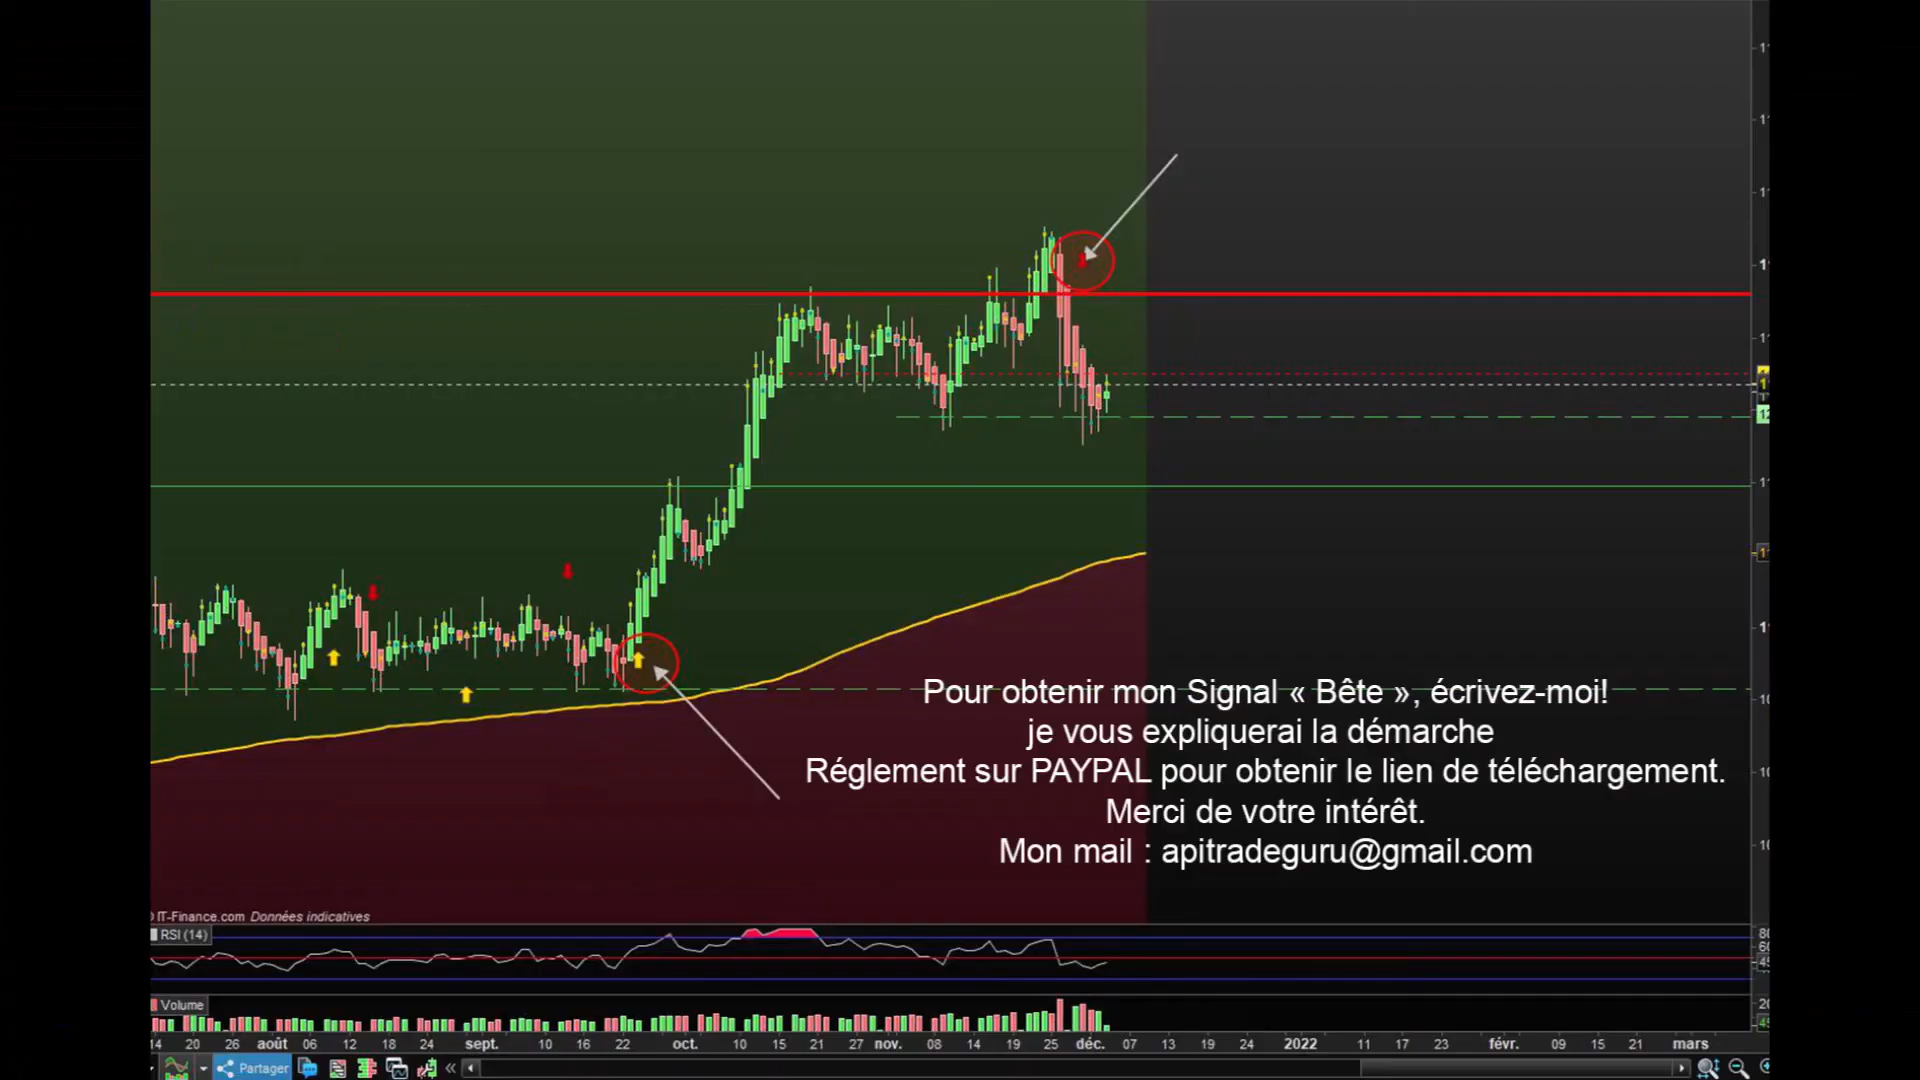 Pour obtenir mon Signal « Bête », écrivez-moi!
je vous expliquerai la démarche
Réglement sur PAYPAL pour obtenir le lien de téléchargement.
Merci de votre intérêt.
Mon mail : apitradeguru@gmail.com
IT-Finance.com Données indicatives
RSI (14)
Volume
14 20 26 août 06 12 18 24 sept. 10 16 22 oct. 10 15 21 27 nov. 08 14 19 25 déc. 07 13 19 24 2022 11 17 23 févr. 09 15 21 mars
Partager